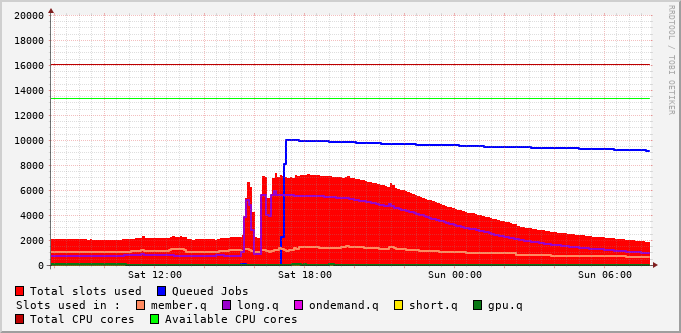 20000
18000
16000
14000
12000
10000
8000
6000
4000
2000
0
Sat 12:00 Sat 18:00 Sun 00:00 Sun 06:00
Total slots used Queued Jobs
Slots used in : member.q long.q ondemand.q short.q gpu.q
Total CPU cores Available CPU cores
RRDTOOL / TOBI OETIKER